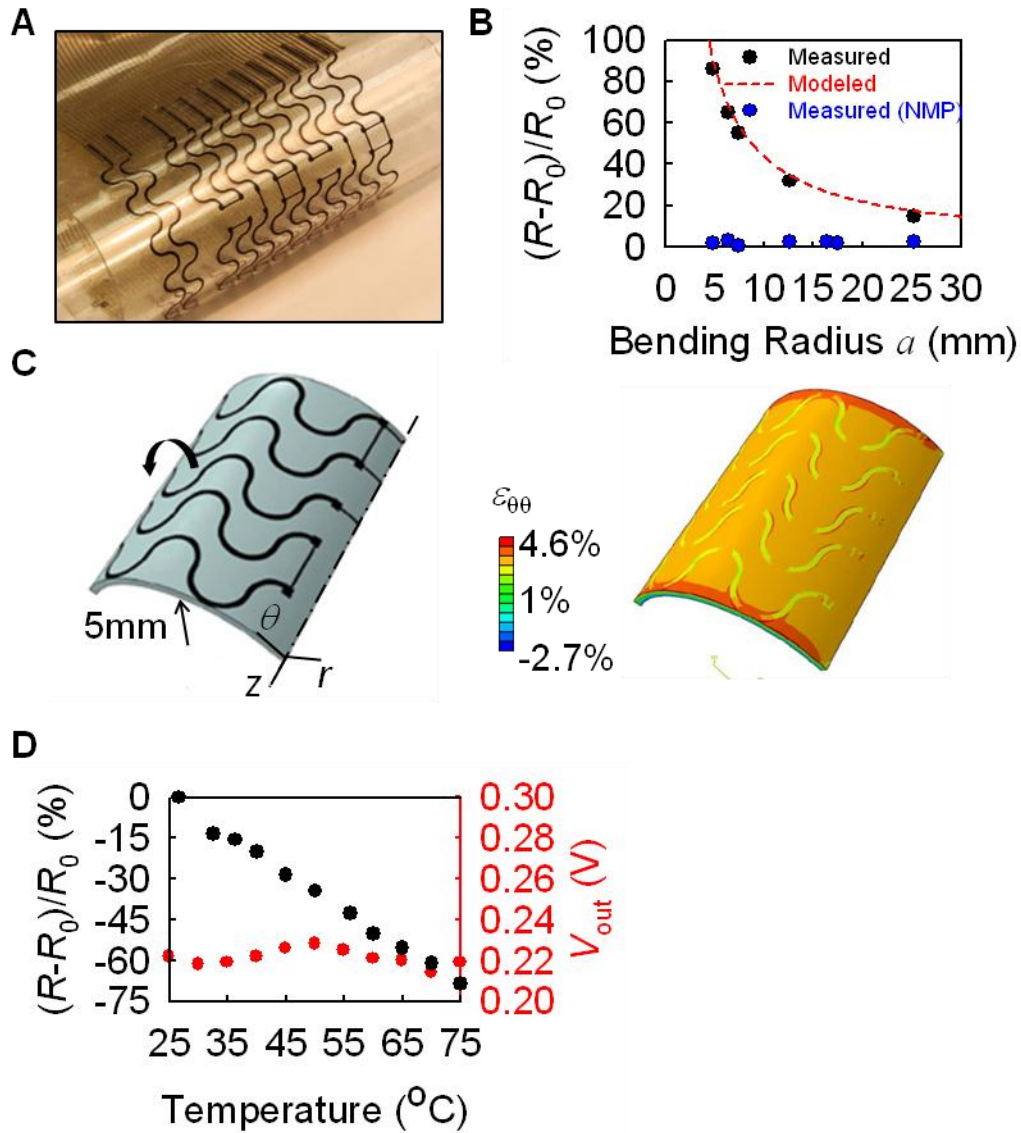 A
B
100
80
60
40
20
0
(R-R0)/R0 (%)
Measured
Modeled
Measured (NMP)
0 5 10 15 20 25 30
Bending Radius a (mm)
C
5mm
θ
z
r
εθθ
4.6%
1%
-2.7%
D
0
-15
-30
-45
-60
-75
(R-R0)/R0 (%)
0.30
0.28
0.26
0.24
0.22
0.20
Vout (V)
25 35 45 55 65 75
Temperature (oC)